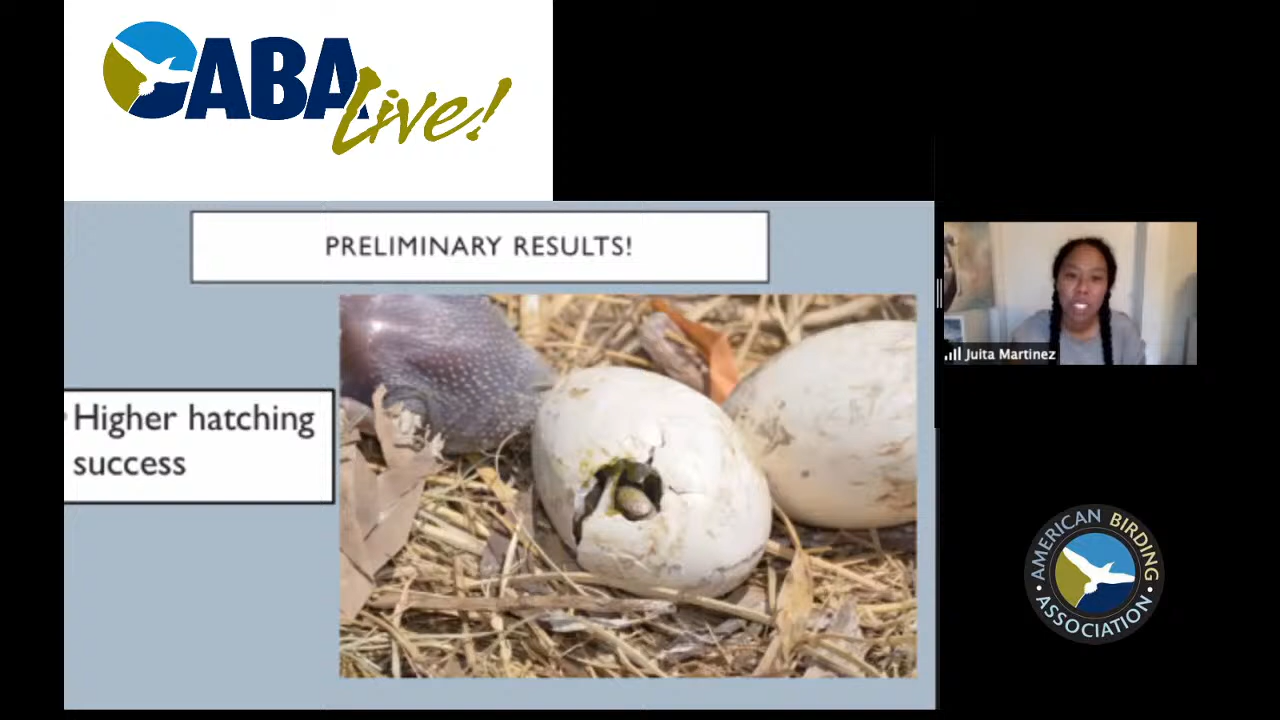 ABA
Live!
PRELIMINARY RESULTS!
Higher hatching
success
Juita Martinez
AMERICAN BIRDING
• ASSOCIATION •